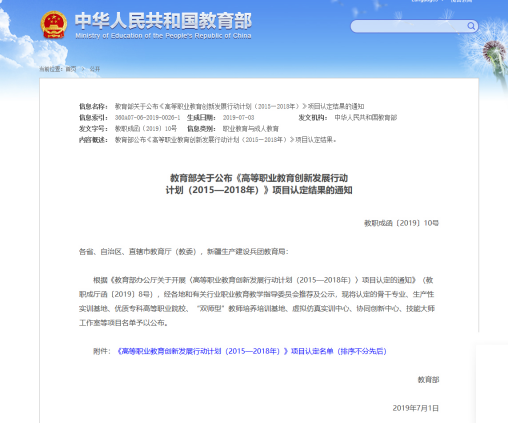 中华人民共和国教育部
Ministry of Education of the People's Republic of China
当前位置：首页 > 公开
信息名称： 教育部关于公布《高等职业教育创新发展行动计划（2015—2018年）》项目认定结果的通知
信息索引： 360A07-06-2019-0026-1 生成日期： 2019-07-03 发文机构： 中华人民共和国教育部
发文字号： 教职成函〔2019〕10号 信息类别： 职业教育与成人教育
内容概述： 教育部公布《高等职业教育创新发展行动计划（2015—2018年）》项目认定结果。
教育部关于公布《高等职业教育创新发展行动
计划（2015—2018年）》项目认定结果的通知
教职成函〔2019〕10号
各省、自治区、直辖市教育厅（教委），新疆生产建设兵团教育局：
根据《教育部办公厅关于开展〈高等职业教育创新发展行动计划（2015—2018年）〉项目认定的通知》（教
职成厅函〔2019〕8号），经各地和有关行业职业教育教学指导委员会推荐及公示，现将认定的骨干专业、生产性
实训基地、优质专科高等职业院校、“双师型”教师培养培训基地、虚拟仿真实训中心、协同创新中心、技能大师
工作室等项目名单予以公布。
附件：《高等职业教育创新发展行动计划（2015—2018年）》项目认定名单（排序不分先后）
教育部
2019年7月1日